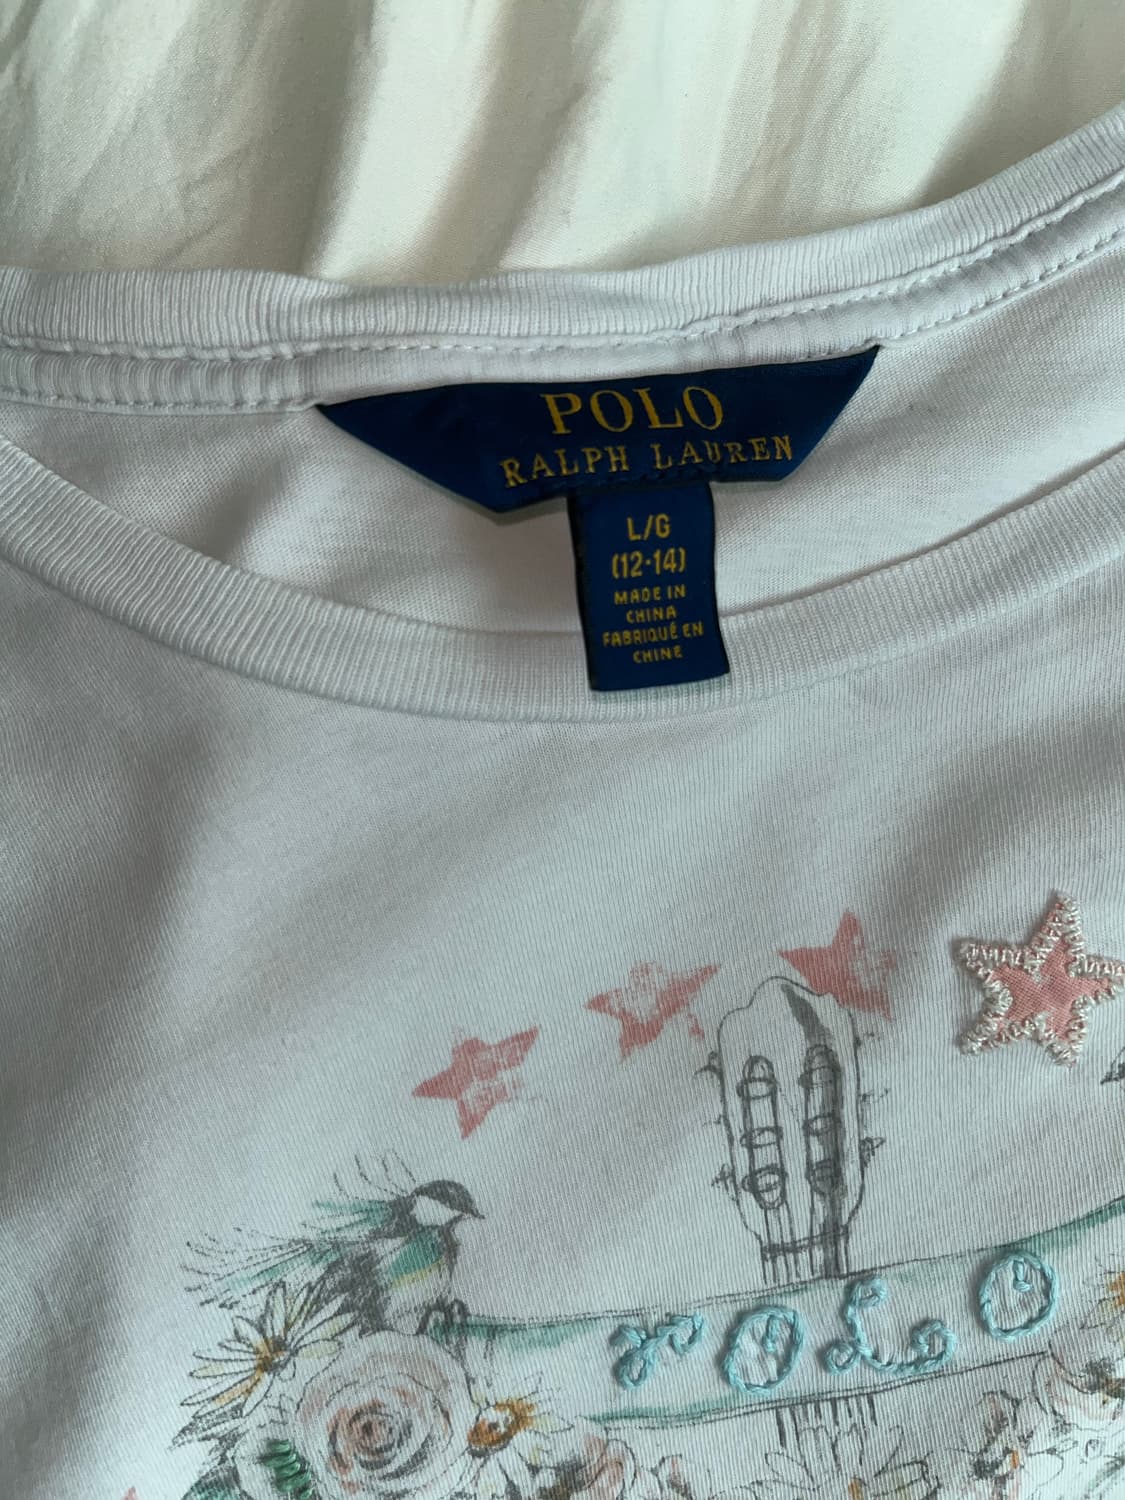 POLO
RALPH LAUREN
L/G
(12-14)
MADE IN
CHINA
FABRIQUÉ EN
CHINE
POLO